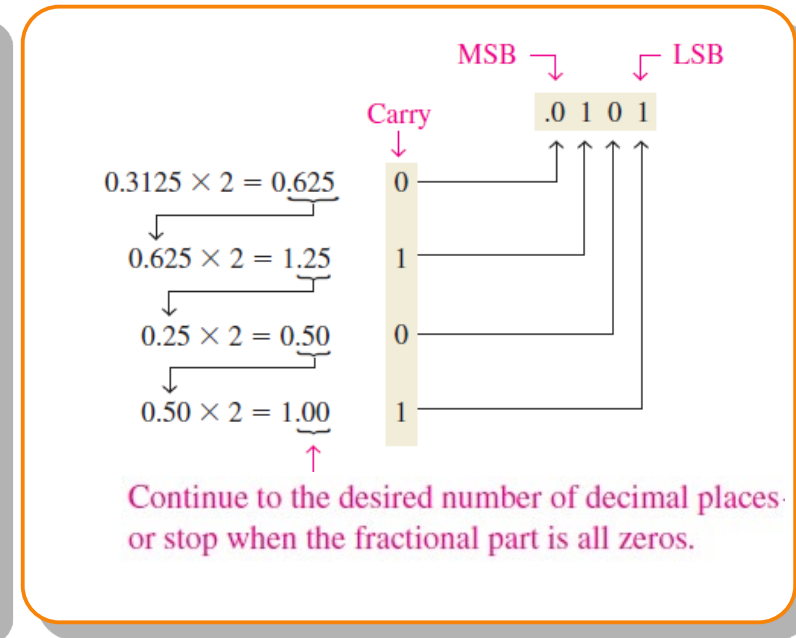 MSB LSB
.0 1 0 1
Carry
0.3125 × 2 = 0.625 0
0.625 × 2 = 1.25 1
0.25 × 2 = 0.50 0
0.50 × 2 = 1.00 1
Continue to the desired number of decimal places
or stop when the fractional part is all zeros.